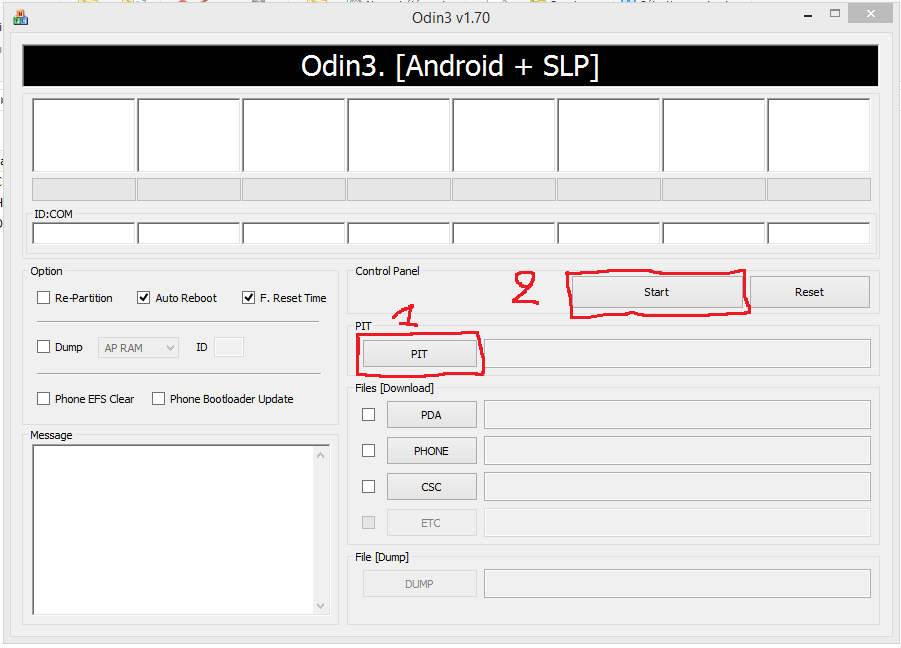 Odin3 v1.70
Odin3. [Android + SLP]
ID:COM
Option
Re-Partition
Auto Reboot
F. Reset Time
Dump
AP RAM
ID
Phone EFS Clear
Phone Bootloader Update
Message
Control Panel
2
Start
Reset
PIT
1
PIT
Files [Download]
PDA
PHONE
CSC
ETC
File [Dump]
DUMP